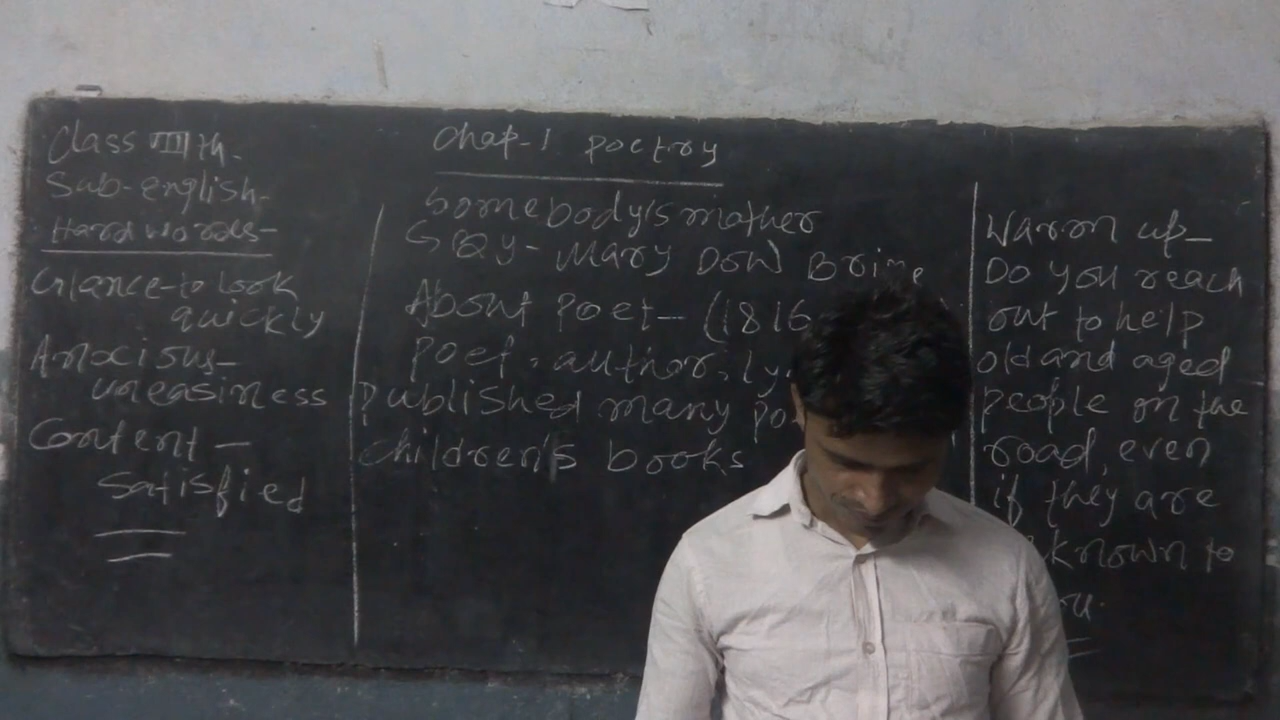 Class VIIIth.
Sub-english-
Hard words-
Glance-to look
quickly
Anxcious-
uneasiness
Content-
Satisfied
Chap-1 poetry
Somebody's mother
By - Mary Dow Brine
About Poet- (1816
Poet, author, ly
Published many po
children's books
Warm up-
Do you reach
out to help
old and aged
people on the
road, even
if they are
known to
ou.